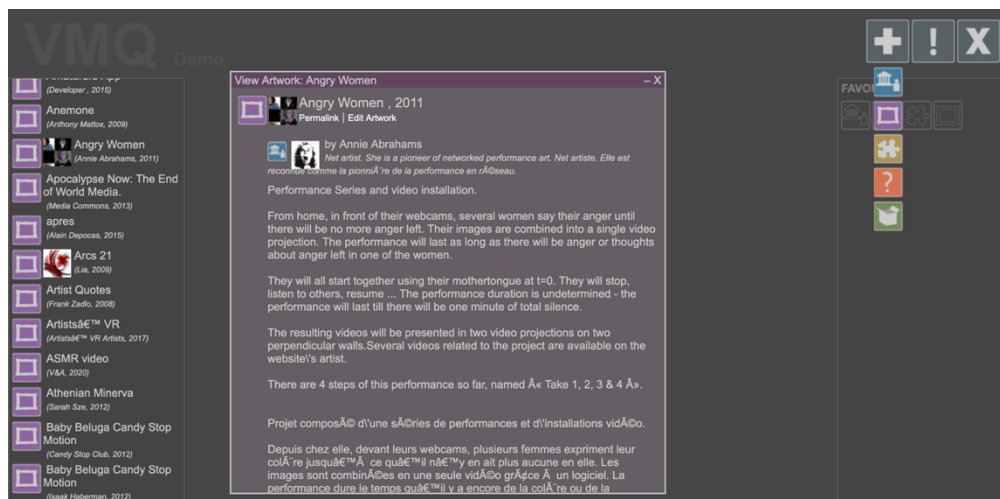 VMQ Demo
Amaturald App
(Developer , 2015)
Anemone
(Anthony Mattox, 2009)
Angry Women
(Annie Abrahams, 2011)
Apocalypse Now: The End
of World Media.
(Media Commons, 2013)
apres
(Alain Depocas, 2015)
Arcs 21
(Lia, 2009)
Artist Quotes
(Frank Zadlo, 2008)
Artistsâ€™ VR
(Artistsâ€™ VR Artists, 2017)
ASMR video
(V&A, 2020)
Athenian Minerva
(Sarah Sze, 2012)
Baby Beluga Candy Stop
Motion
(Candy Stop Club, 2012)
Baby Beluga Candy Stop
Motion
(Isaak Haberman, 2012)
View Artwork: Angry Women
– X
Angry Women , 2011
Permalink | Edit Artwork
by Annie Abrahams
Net artist. She is a pioneer of networked performance art. Net artiste. Elle est
reconnue comme la pionniÃ¨re de la performance en rÃ©seau.
Performance Series and video installation.
From home, in front of their webcams, several women say their anger until
there will be no more anger left. Their images are combined into a single video
projection. The performance will last as long as there will be anger or thoughts
about anger left in one of the women.
They will all start together using their mothertongue at t=0. They will stop,
listen to others, resume ... The performance duration is undetermined - the
performance will last till there will be one minute of total silence.
The resulting videos will be presented in two video projections on two
perpendicular walls.Several videos related to the project are available on the
website\'s artist.
There are 4 steps of this performance so far, named Â« Take 1, 2, 3 & 4 Â».
Projet composÃ© d\'une sÃ©ries de performances et d\'installations vidÃ©o.
Depuis chez elle, devant leurs webcams, plusieurs femmes expriment leur
colÃ¨re jusquâ€™Ã  ce quâ€™il nâ€™y en ait plus aucune en elle. Les
images sont combinÃ©es en une seule vidÃ©o grÃ¢ce Ã  un logiciel. La
performance dure le temps quâ€™il y a encore de la colÃ¨re ou de la
+ ! X
FAVO
?